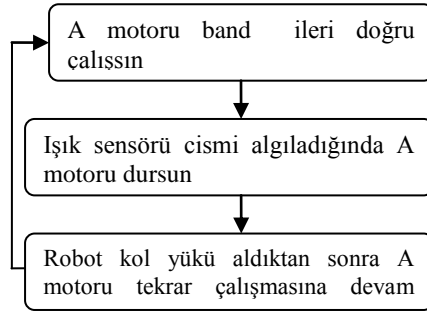 A motoru band ileri doğru
çalışsın
Işık sensörü cismi algıladığında A
motoru dursun
Robot kol yükü aldıktan sonra A
motoru tekrar çalışmasına devam